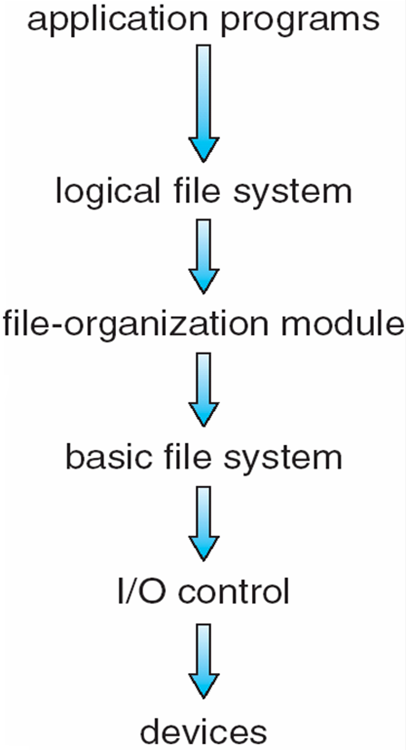 application programs
logical file system
file-organization module
basic file system
I/O control
devices